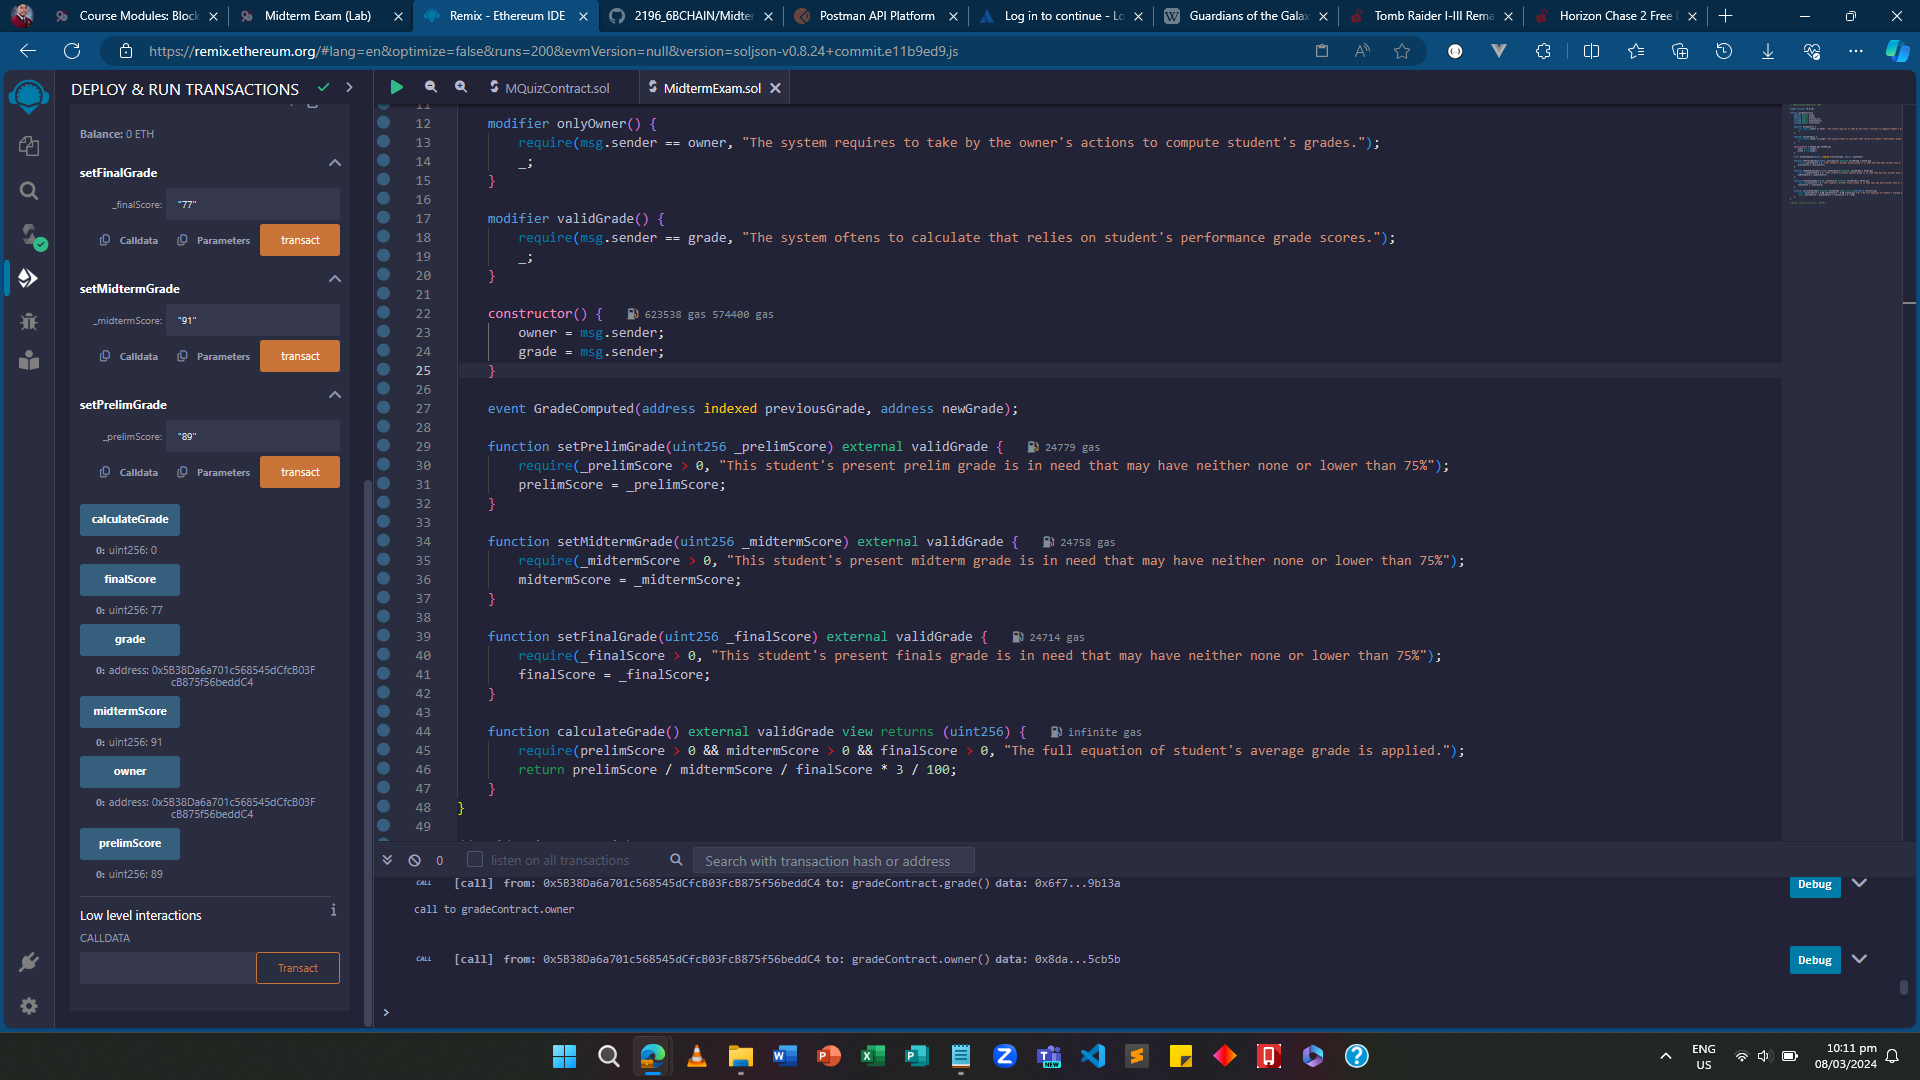 Course Modules: Block
Midterm Exam (Lab)
Remix - Ethereum IDE
2196_6BCHAIN/Midter
Postman API Platform
Log in to continue - Lo
Guardians of the Galax
Tomb Raider I-III Rema
Horizon Chase 2 Free D
https://remix.ethereum.org/#lang=en&optimize=false&runs=200&evmVersion=null&version=soljson-v0.8.24+commit.e11b9ed9.js
DEPLOY & RUN TRANSACTIONS
Balance: 0 ETH
setFinalGrade
_finalScore: "77"
Calldata Parameters transact
setMidtermGrade
_midtermScore: "91"
Calldata Parameters transact
setPrelimGrade
_prelimScore: "89"
Calldata Parameters transact
calculateGrade
0: uint256: 0
finalScore
0: uint256: 77
grade
0: address: 0x5B38Da6a701c568545dCfcB03F
cB875f56beddC4
midtermScore
0: uint256: 91
owner
0: address: 0x5B38Da6a701c568545dCfcB03F
cB875f56beddC4
prelimScore
0: uint256: 89
Low level interactions i
CALLDATA
Transact
MQuizContract.sol MidtermExam.sol
11
12 modifier onlyOwner() {
13 require(msg.sender == owner, "The system requires to take by the owner's actions to compute student's grades.");
14 _;
15 }
16
17 modifier validGrade() {
18 require(msg.sender == grade, "The system oftens to calculate that relies on student's performance grade scores.");
19 _;
20 }
21
22 constructor() { 623538 gas 574400 gas
23 owner = msg.sender;
24 grade = msg.sender;
25 }
26
27 event GradeComputed(address indexed previousGrade, address newGrade);
28
29 function setPrelimGrade(uint256 _prelimScore) external validGrade { 24779 gas
30 require(_prelimScore > 0, "This student's present prelim grade is in need that may have neither none or lower than 75%");
31 prelimScore = _prelimScore;
32 }
33
34 function setMidtermGrade(uint256 _midtermScore) external validGrade { 24758 gas
35 require(_midtermScore > 0, "This student's present midterm grade is in need that may have neither none or lower than 75%");
36 midtermScore = _midtermScore;
37 }
38
39 function setFinalGrade(uint256 _finalScore) external validGrade { 24714 gas
40 require(_finalScore > 0, "This student's present finals grade is in need that may have neither none or lower than 75%");
41 finalScore = _finalScore;
42 }
43
44 function calculateGrade() external validGrade view returns (uint256) { infinite gas
45 require(prelimScore > 0 && midtermScore > 0 && finalScore > 0, "The full equation of student's average grade is applied.");
46 return prelimScore / midtermScore / finalScore * 3 / 100;
47 }
48 }
49
0 listen on all transactions Search with transaction hash or address
CALL [call] from: 0x5B38Da6a701c568545dCfcB03FcB875f56beddC4 to: gradeContract.grade() data: 0x6f7...9b13a Debug
call to gradeContract.owner
CALL [call] from: 0x5B38Da6a701c568545dCfcB03FcB875f56beddC4 to: gradeContract.owner() data: 0x8da...5cb5b Debug
>
ENG
US
10:11 pm
08/03/2024